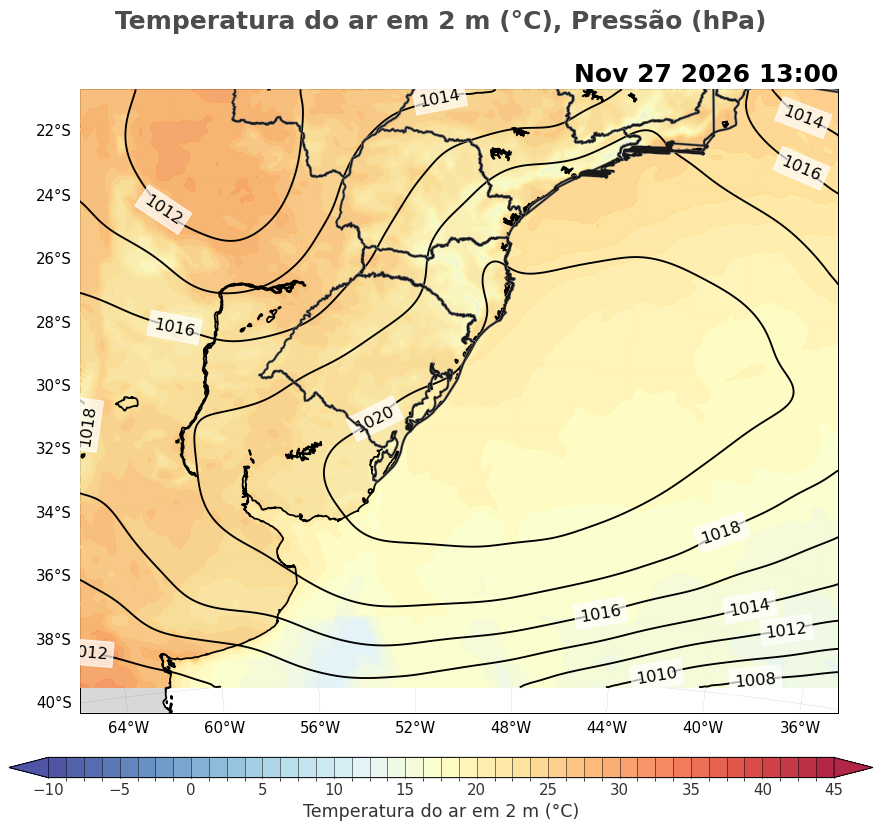 Temperatura do ar em 2 m (°C), Pressão (hPa)
Nov 27 2026 13:00
1014
1014
22°S
1016
24°S
1012
26°S
28°S
1016
30°S
1018
1020
32°S
34°S
1018
36°S
1016
1014
1012
38°S
012
1010
1008
40°S
64°W 60°W 56°W 52°W 48°W 44°W 40°W 36°W
−10 −5 0 5 10 15 20 25 30 35 40 45
Temperatura do ar em 2 m (°C)